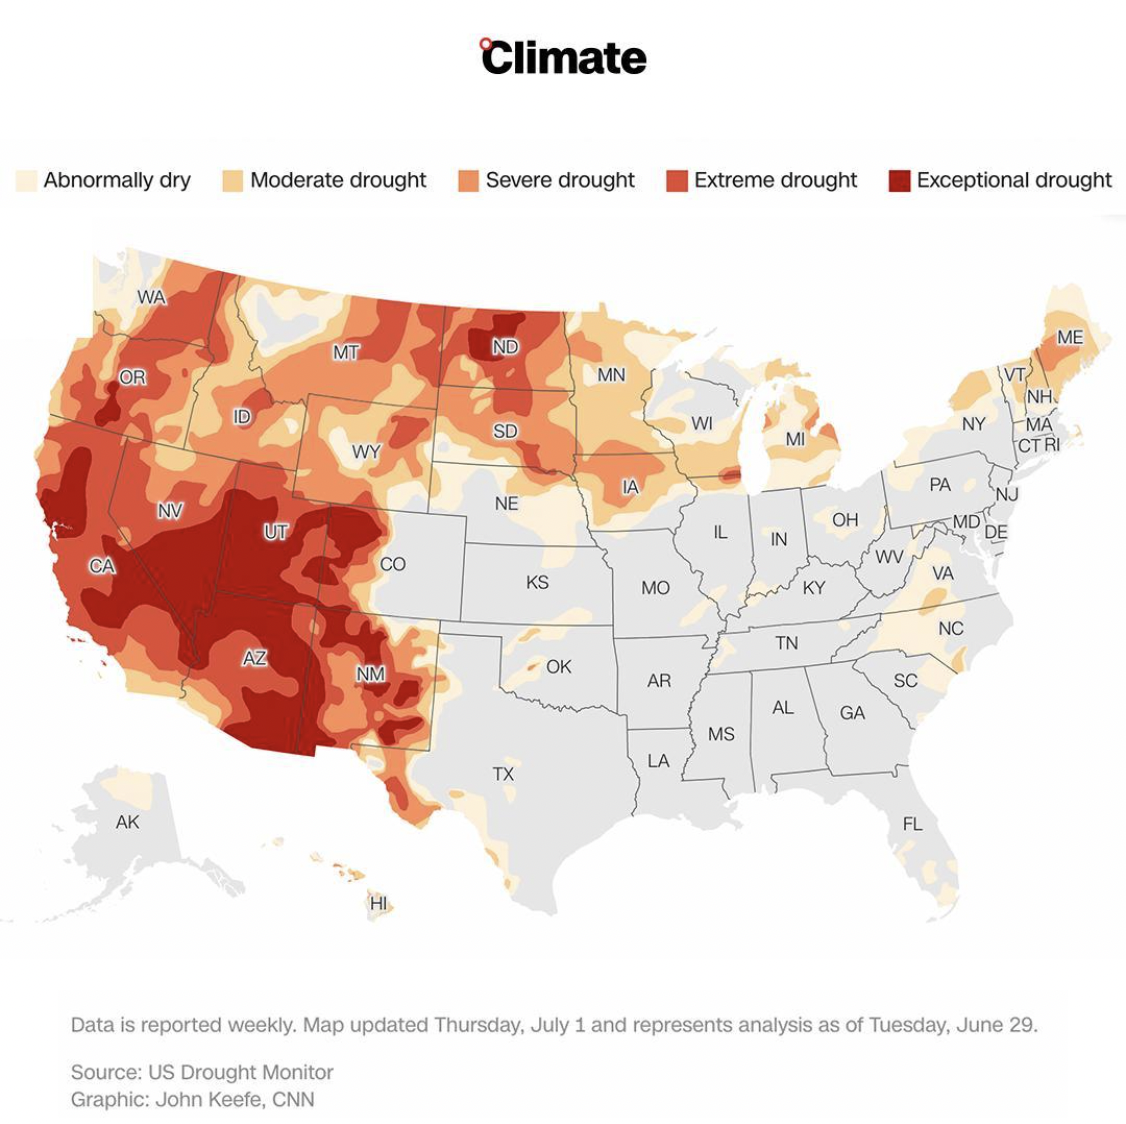 Climate
Abnormally dry Moderate drought Severe drought Extreme drought Exceptional drought
WA
MT
ND
ME
OR
MN
VT
ID
NH
SD
WI
NY
MA
WY
MI
CT RI
IA
PA
NE
NJ
NV
OH
MD
UT
IL
IN
DE
CA
CO
WV
VA
KS
MO
KY
NC
AZ
TN
NM
OK
AR
SC
MS
AL
GA
LA
TX
AK
FL
HI
Data is reported weekly. Map updated Thursday, July 1 and represents analysis as of Tuesday, June 29.
Source: US Drought Monitor
Graphic: John Keefe, CNN